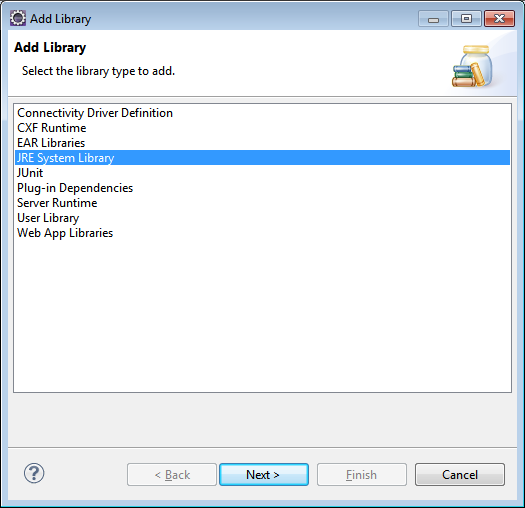 Add Library
Add Library
Select the library type to add.
Connectivity Driver Definition
CXF Runtime
EAR Libraries
JRE System Library
JUnit
Plug-in Dependencies
Server Runtime
User Library
Web App Libraries
?
< Back
Next >
Finish
Cancel